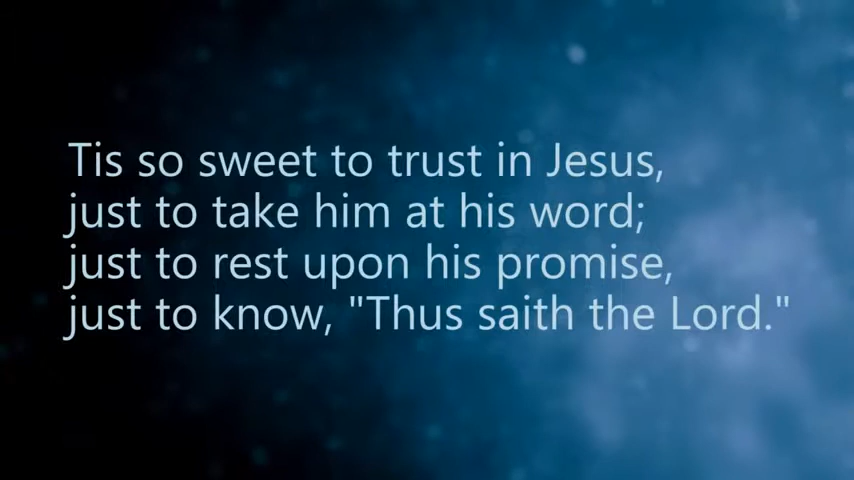 Tis so sweet to trust in Jesus,
just to take him at his word;
just to rest upon his promise,
just to know, "Thus saith the Lord."